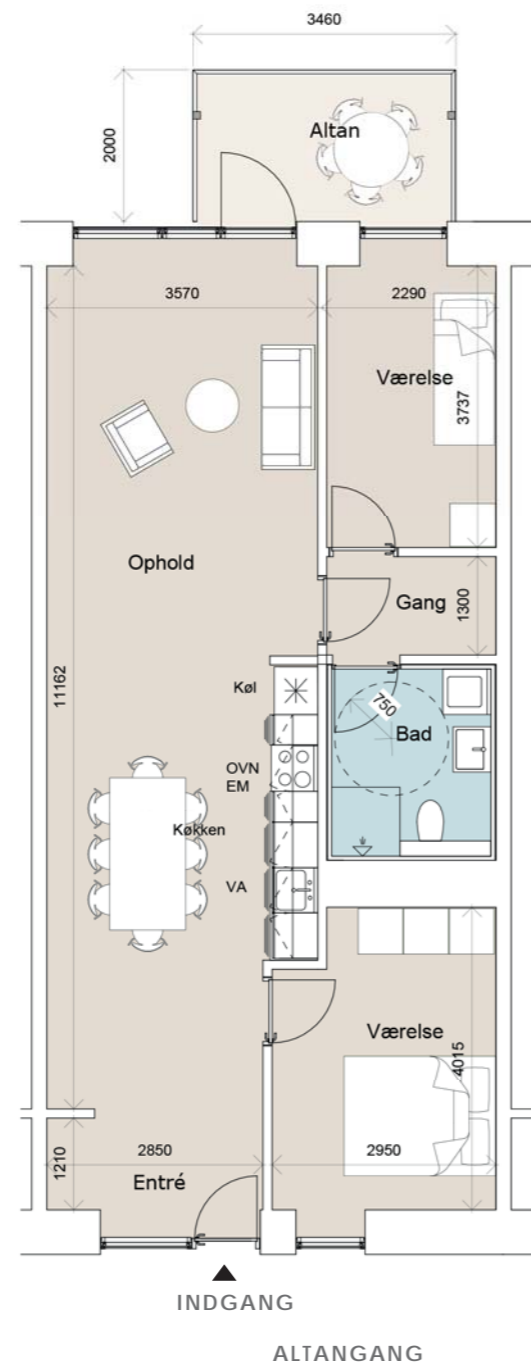 3460
2000
Altan
3570
2290
Værelse
3737
Ophold
Gang
1300
11162
Køl
750
Bad
OVN
EM
Køkken
VA
Værelse
4015
1210
2850
2950
Entré
INDGANG
ALTANGANG